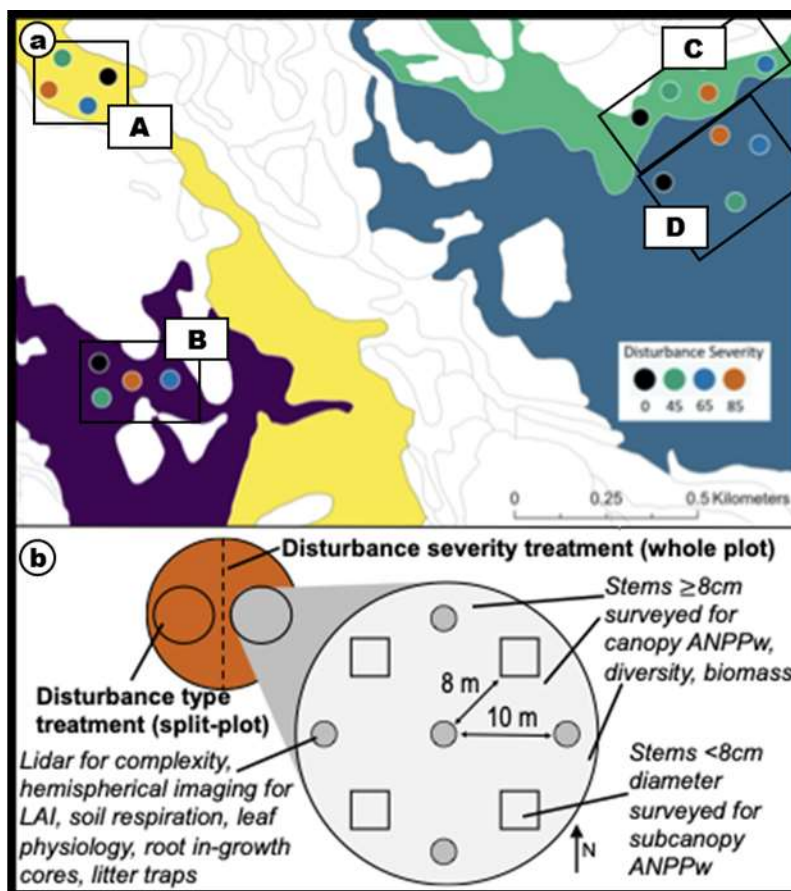 a
C
A
D
B
Disturbance Severity
0 45 65 85
0 0.25 0.5 Kilometers
b
Disturbance severity treatment (whole plot)
Stems ≥8cm
surveyed for
canopy ANPPw,
diversity, biomass
8 m
10 m
Disturbance type
treatment (split-plot)
Lidar for complexity,
hemispherical imaging for
LAI, soil respiration, leaf
physiology, root in-growth
cores, litter traps
Stems <8cm
diameter
surveyed for
subcanopy
ANPPw
N